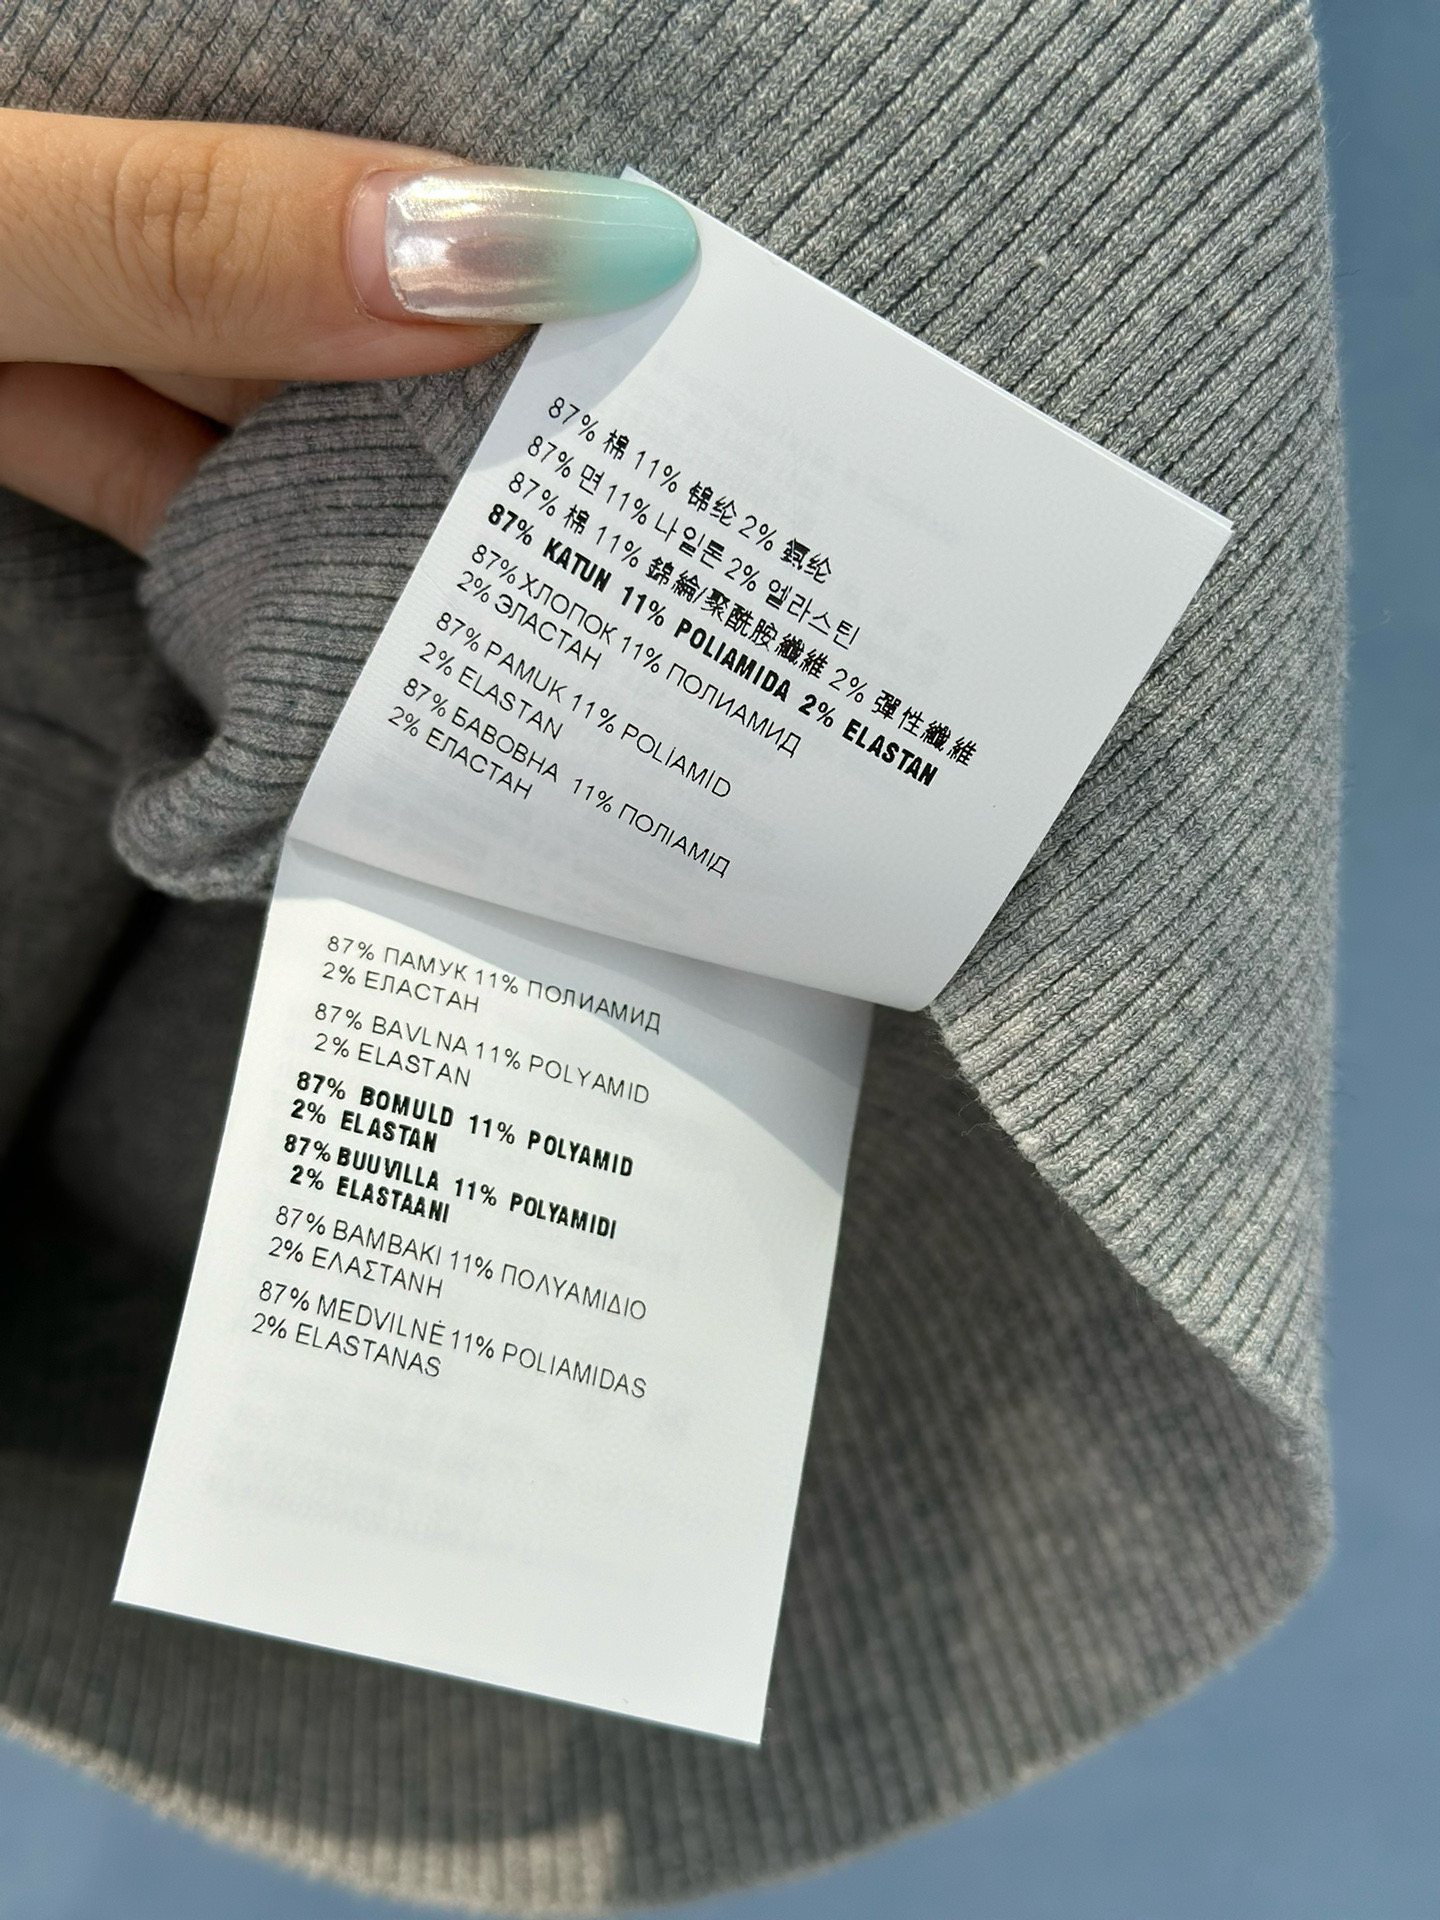 87% 棉 11% 锦纶 2% 氨纶
87% 면 11% 나일론 2% 엘라스틴
87% 棉 11% 錦綸/聚酰胺纖維 2% 彈性纖維
87% KATUN 11% POLIAMIDA 2% ELASTAN
87% ХЛОПОК 11% ПОЛИАМИД
2% ЭЛАСТАН
87% PAMUK 11% POLİAMID
2% ELASTAN
87% БАВОВНА 11% ПОЛІАМІД
2% ЕЛАСТАН
87% ПАМУК 11% ПОЛИАМИД
2% ЕЛАСТАН
87% BAVLNA 11% POLYAMID
2% ELASTAN
87% BOMULD 11% POLYAMID
2% ELASTAN
87% BUUVILLA 11% POLYAMIDI
2% ELASTAANI
87% ΒΑΜΒΑΚΙ 11% ΠΟΛΥΑΜΙΔΙΟ
2% ΕΛΑΣΤΑΝΗ
87% MEDVILNĖ 11% POLIAMIDAS
2% ELASTANAS